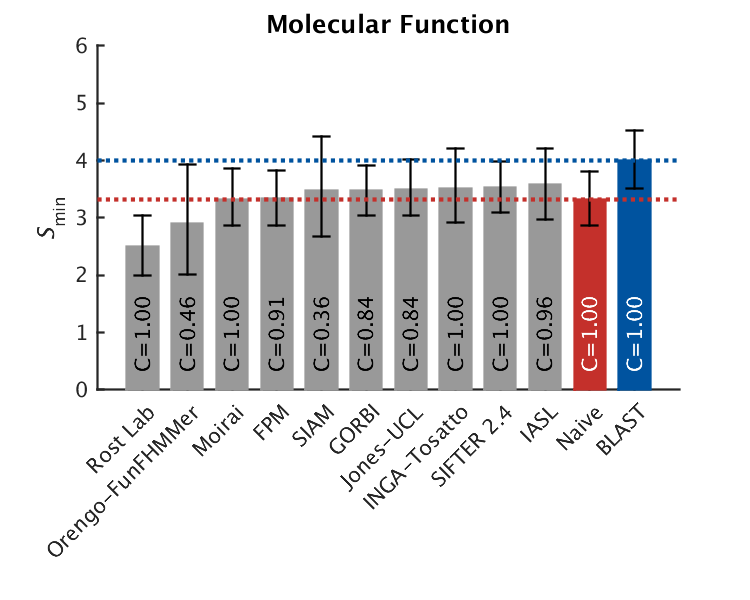 Molecular Function
6
5
4
3
2
1
0
Smin
C=1.00
C=0.46
C=1.00
C=0.91
C=0.36
C=0.84
C=0.84
C=1.00
C=1.00
C=0.96
C=1.00
C=1.00
Rost Lab
Orengo-FunFHMMer
Moirai
FPM
SIAM
GORBI
Jones-UCL
INGA-Tosatto
SIFTER 2.4
IASL
Naive
BLAST